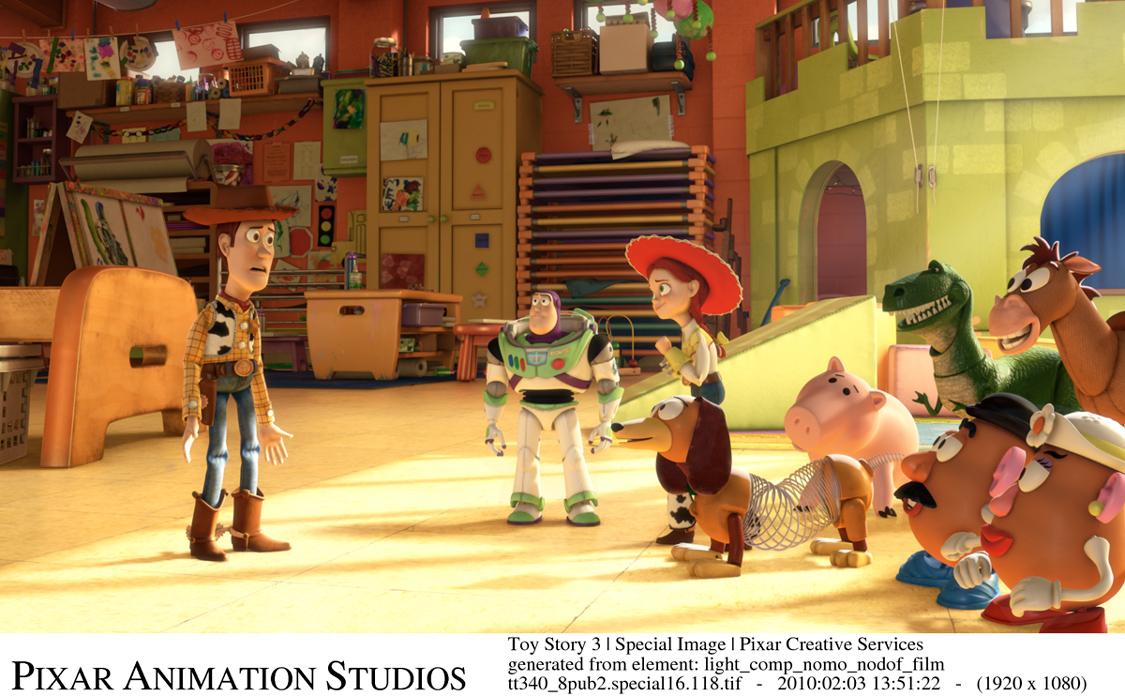 PIXAR ANIMATION STUDIOS
Toy Story 3 | Special Image | Pixar Creative Services
generated from element: light_comp_nomo_nodof_film
tt340_8pub2.special16.118.tif - 2010:02:03 13:51:22 - (1920 x 1080)